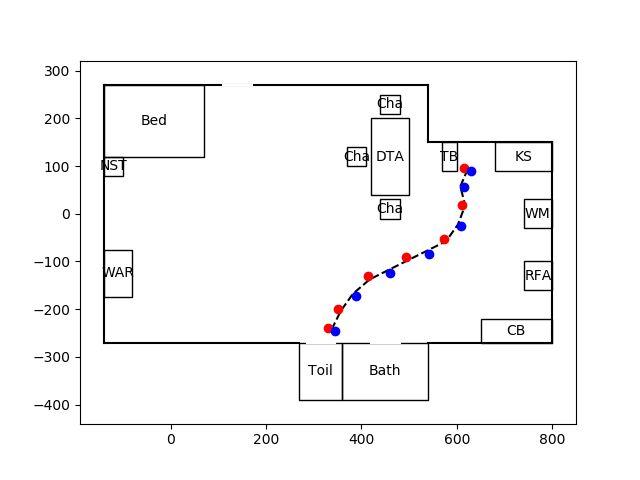 300
200
100
0
−100
−200
−300
−400
0
200
400
600
800
Bed
NST
WAR
Cha
Cha
DTA
Cha
TB
KS
WM
RFA
CB
Toil
Bath